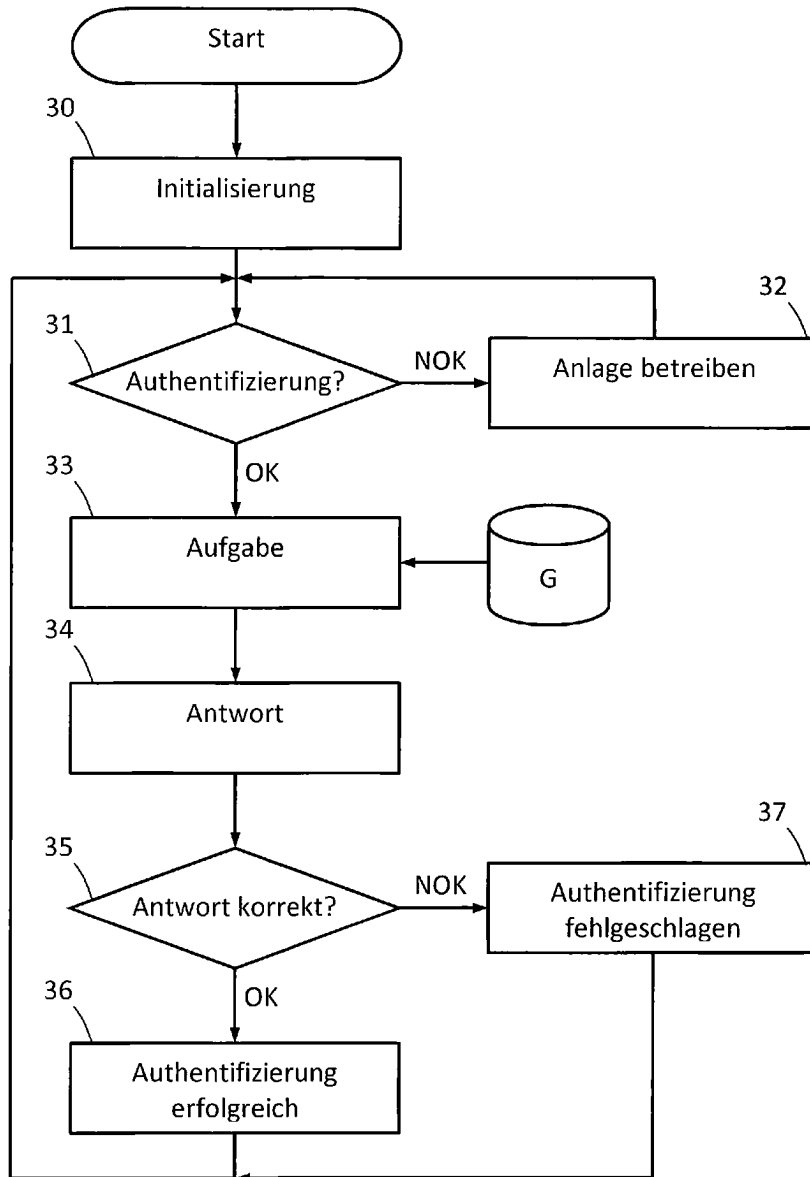 Start
30
Initialisierung
31
Authentifizierung?
NOK
32
Anlage betreiben
OK
33
Aufgabe
G
34
Antwort
35
Antwort korrekt?
NOK
37
Authentifizierung
fehlgeschlagen
OK
36
Authentifizierung
erfolgreich